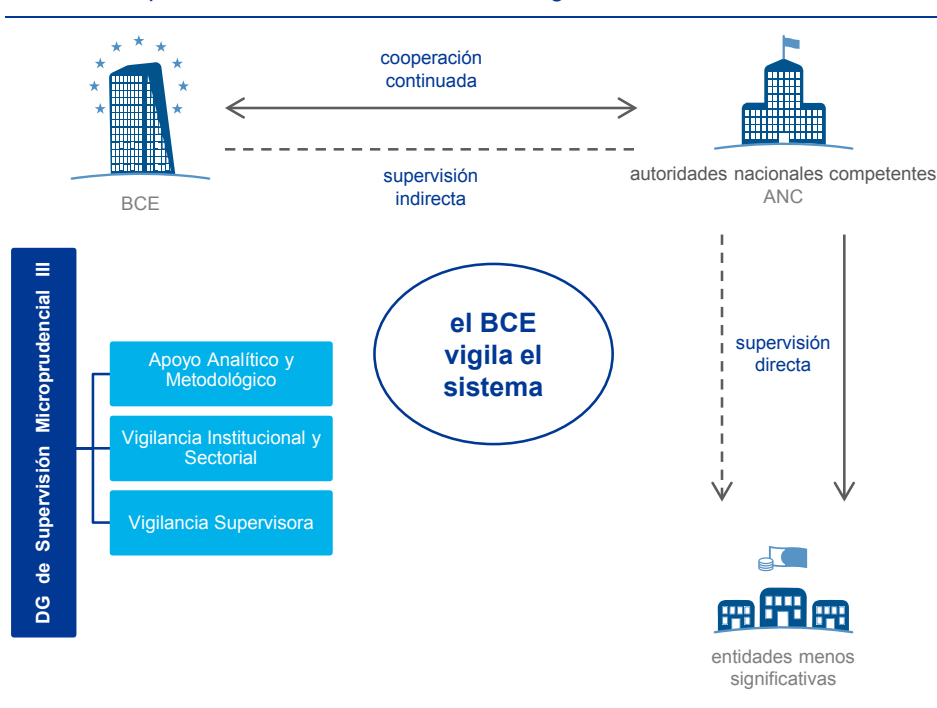 cooperación
continuada
supervisión
indirecta
BCE
autoridades nacionales competentes
ANC
DG de Supervisión Microprudencial III
Apoyo Analítico y
Metodológico
Vigilancia Institucional y
Sectorial
Vigilancia Supervisora
el BCE
vigila el
sistema
supervisión
directa
entidades menos
significativas